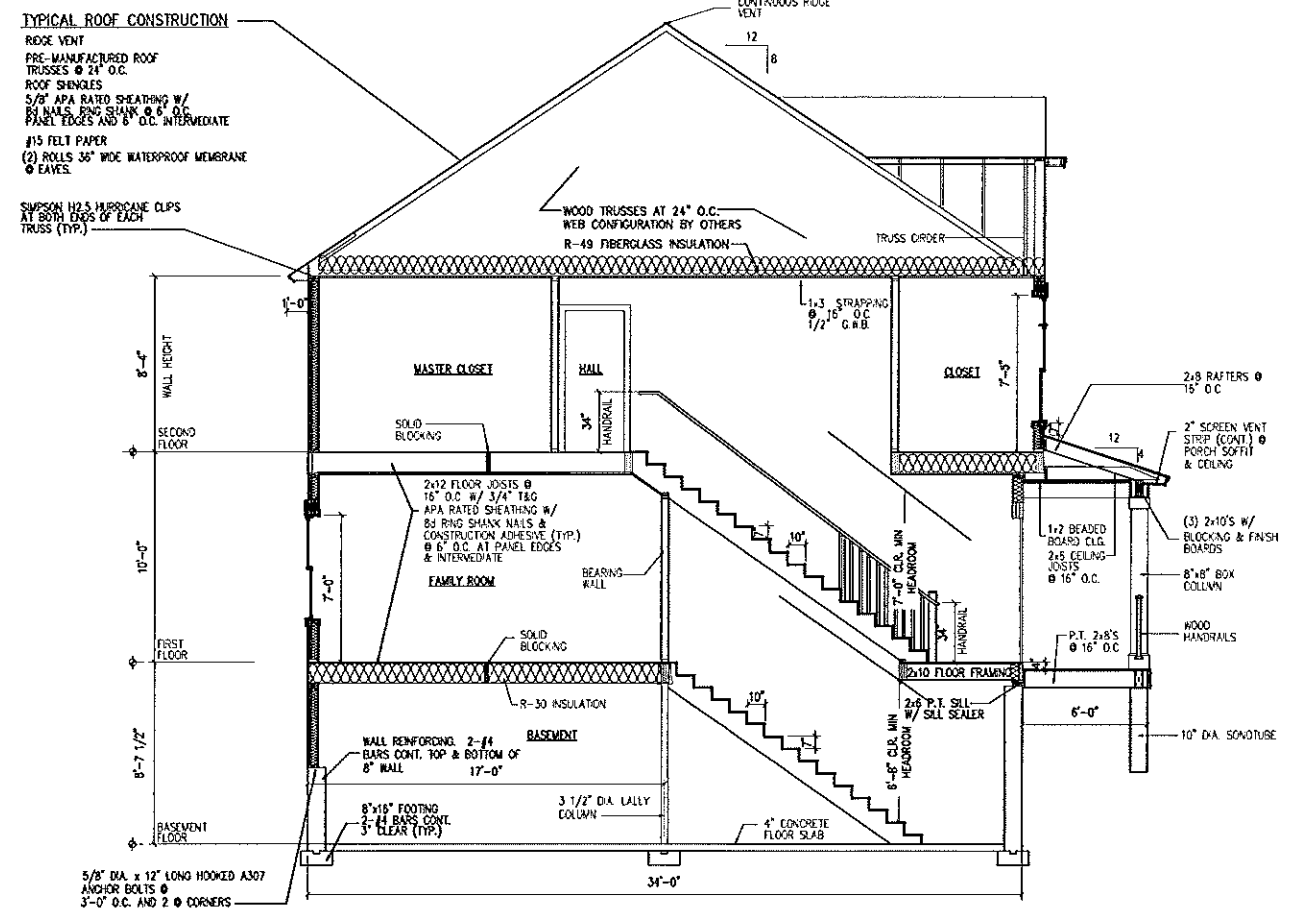 TYPICAL ROOF CONSTRUCTION
RIDGE VENT
PRE-MANUFACTURED ROOF
TRUSSES @ 24" O.C.
ROOF SHINGLES
5/8" APA RATED SHEATHING W/
8d NAILS, RING SHANK @ 6" O.C.
PANEL EDGES AND 6" O.C. INTERMEDIATE
#15 FELT PAPER
(2) ROLLS 36" WIDE WATERPROOF MEMBRANE
@ EAVES.
SIMPSON H2.5 HURRICANE CLIPS
AT BOTH ENDS OF EACH
TRUSS (TYP.)
CONTINUOUS RIDGE
VENT
12
8
WOOD TRUSSES AT 24" O.C.
WEB CONFIGURATION BY OTHERS
R-49 FIBERGLASS INSULATION
TRUSS GIRDER
1'-0"
1x3 STRAPPING
@ 16" O.C
1/2" G.W.B.
8'-4"
WALL HEIGHT
MASTER CLOSET
HALL
CLOSET
7'-5"
34"
HANDRAIL
SOLID
BLOCKING
SECOND
FLOOR
2x8 RAFTERS @
16" O.C
12
4
2" SCREEN VENT
STRIP (CONT.) @
PORCH SOFFIT
& CEILING
2x12 FLOOR JOISTS @
16" O.C W/ 3/4" T&G
APA RATED SHEATHING W/
8d RING SHANK NAILS &
CONSTRUCTION ADHESIVE (TYP.)
@ 6" O.C. AT PANEL EDGES
& INTERMEDIATE
10'-0"
7'-0"
FAMILY ROOM
BEARING
WALL
7"
10"
7'-0" CLR. MIN
HEADROOM
34"
HANDRAIL
1x2 BEADED
BOARD CLG.
2x6 CEILING
JOISTS
@ 16" O.C.
(3) 2x10'S W/
BLOCKING & FINISH
BOARDS
8"x8" BOX
COLUMN
WOOD
HANDRAILS
P.T. 2x8'S
@ 16" O.C
4"
FIRST
FLOOR
SOLID
BLOCKING
2x10 FLOOR FRAMING
2x6 P.T. SILL
W/ SILL SEALER
6'-0"
10" DIA. SONOTUBE
R-30 INSULATION
BASEMENT
10"
7"
6'-8" CLR. MIN
HEADROOM
8'-7 1/2"
WALL REINFORCING. 2-#4
BARS CONT. TOP & BOTTOM OF
8" WALL
17'-0"
8"x16" FOOTING
2-#4 BARS CONT.
3" CLEAR (TYP.)
3 1/2" DIA. LALLY
COLUMN
4" CONCRETE
FLOOR SLAB
BASEMENT
FLOOR
5/8" DIA. x 12" LONG HOOKED A307
ANCHOR BOLTS @
3'-0" O.C. AND 2 @ CORNERS
34'-0"